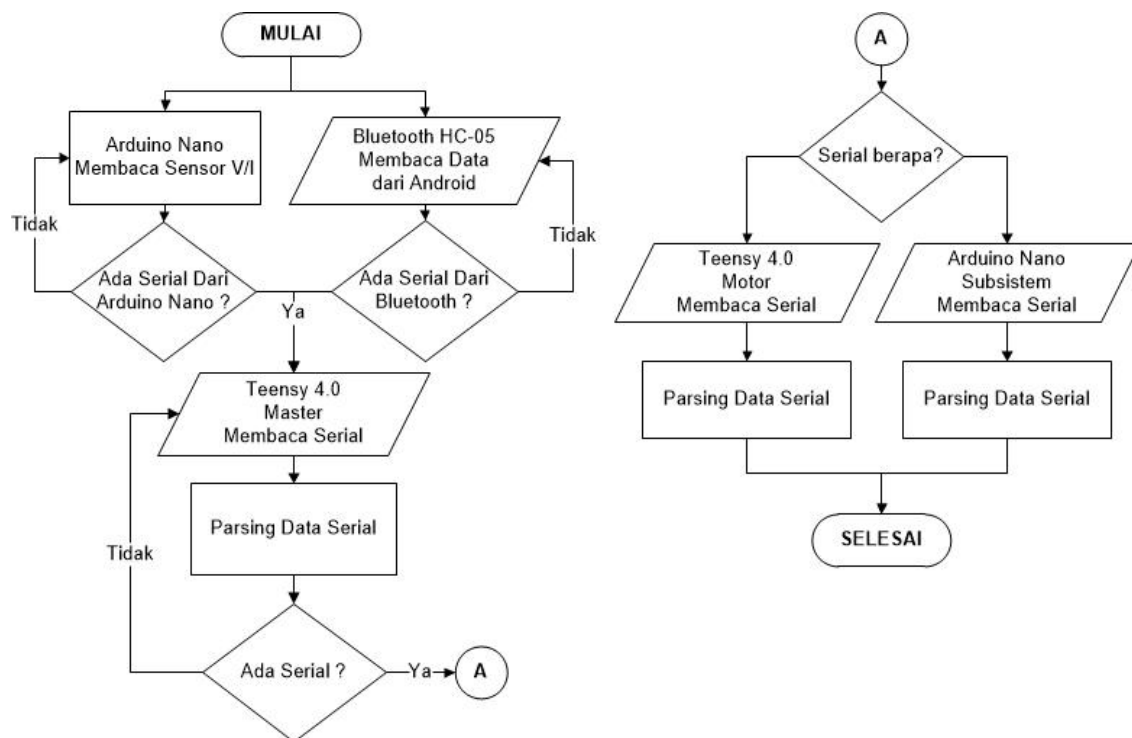 MULAI
Arduino Nano
Membaca Sensor V/I
Bluetooth HC-05
Membaca Data
dari Android
Tidak
Tidak
Ada Serial Dari
Arduino Nano ?
Ada Serial Dari
Bluetooth ?
Ya
Teensy 4.0
Master
Membaca Serial
Parsing Data Serial
Tidak
Ada Serial ?
Ya
A
A
Serial berapa?
Teensy 4.0
Motor
Membaca Serial
Arduino Nano
Subsistem
Membaca Serial
Parsing Data Serial
Parsing Data Serial
SELESAI